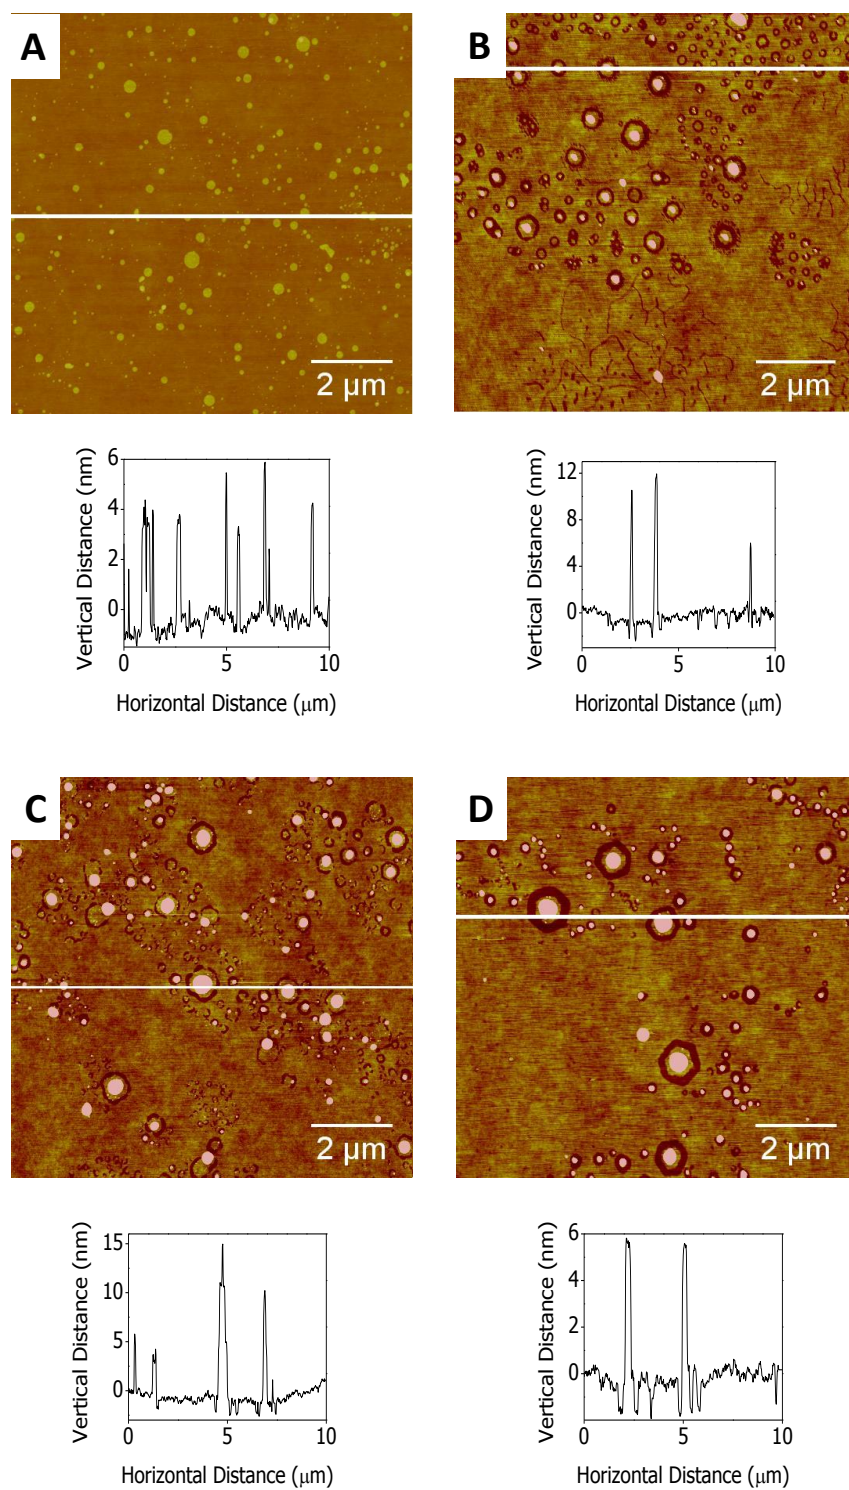 A
B
2 μm
2 μm
Vertical Distance (nm)
6
4
2
0
0
5
10
Horizontal Distance (μm)
Vertical Distance (nm)
12
8
4
0
0
5
10
Horizontal Distance (μm)
C
D
2 μm
2 μm
Vertical Distance (nm)
15
10
5
0
0
5
10
Horizontal Distance (μm)
Vertical Distance (nm)
6
4
2
0
0
5
10
Horizontal Distance (μm)